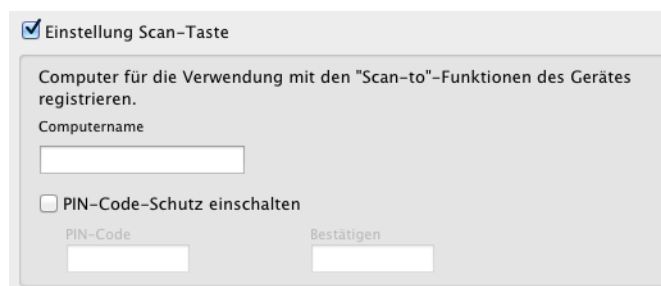 Einstellung Scan-Taste
Computer für die Verwendung mit den "Scan-to"-Funktionen des Gerätes
registrieren.
Computername
PIN-Code-Schutz einschalten
PIN-Code Bestätigen